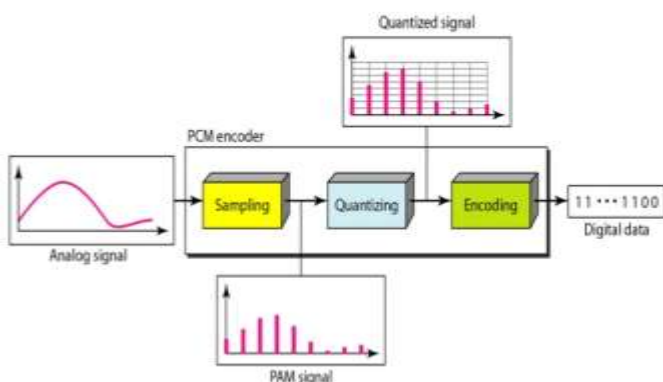 Quantized signal
PCM encoder
Sampling
Quantizing
Encoding
11 ••• 1100
Digital data
Analog signal
PAM signal